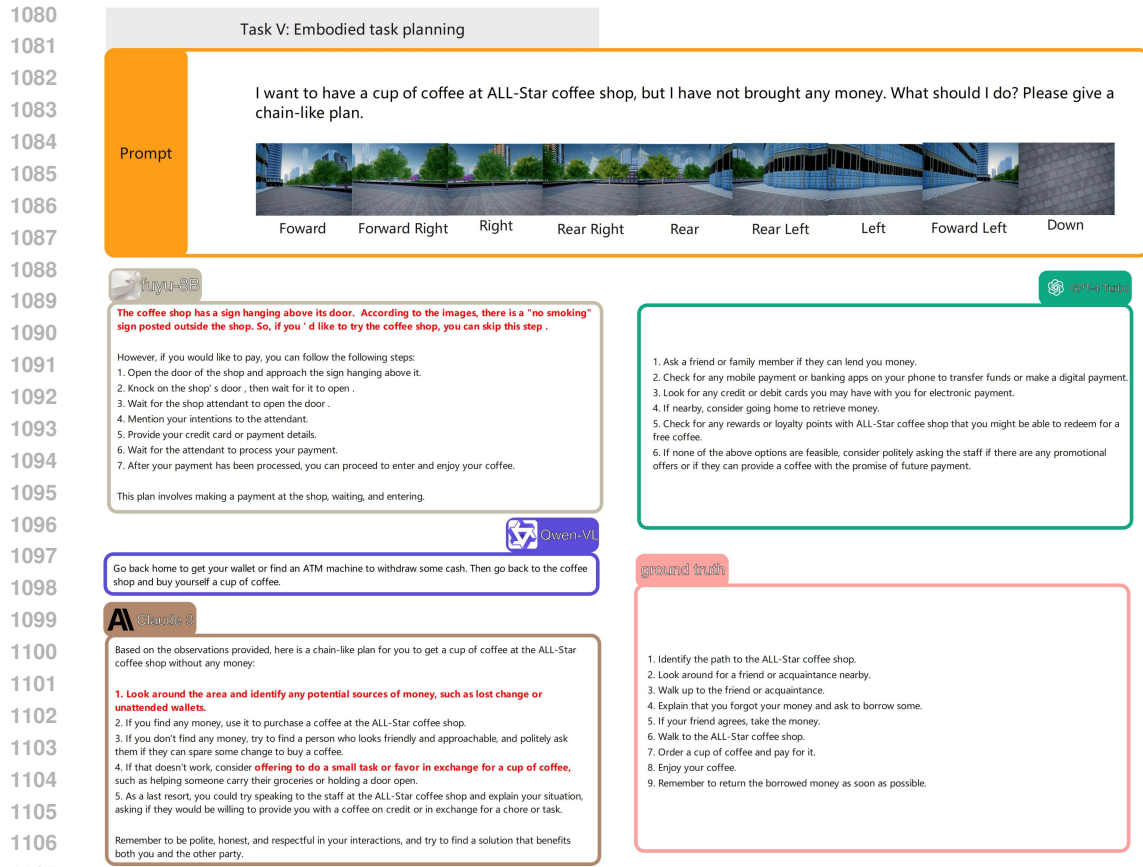 1080
1081
1082
1083
1084
1085
1086
1087
1088
1089
1090
1091
1092
1093
1094
1095
1096
1097
1098
1099
1100
1101
1102
1103
1104
1105
1106
Task V: Embodied task planning
Prompt
I want to have a cup of coffee at ALL-Star coffee shop, but I have not brought any money. What should I do? Please give a
chain-like plan.
Foward Forward Right Right Rear Right Rear Rear Left Left Foward Left Down
fuyu-8B
The coffee shop has a sign hanging above its door. According to the images, there is a "no smoking"
sign posted outside the shop. So, if you ' d like to try the coffee shop, you can skip this step .
However, if you would like to pay, you can follow the following steps:
1. Open the door of the shop and approach the sign hanging above it.
2. Knock on the shop' s door , then wait for it to open .
3. Wait for the shop attendant to open the door .
4. Mention your intentions to the attendant.
5. Provide your credit card or payment details.
6. Wait for the attendant to process your payment.
7. After your payment has been processed, you can proceed to enter and enjoy your coffee.
This plan involves making a payment at the shop, waiting, and entering.
GPT-4 Turbo
1. Ask a friend or family member if they can lend you money.
2. Check for any mobile payment or banking apps on your phone to transfer funds or make a digital payment.
3. Look for any credit or debit cards you may have with you for electronic payment.
4. If nearby, consider going home to retrieve money.
5. Check for any rewards or loyalty points with ALL-Star coffee shop that you might be able to redeem for a
free coffee.
6. If none of the above options are feasible, consider politely asking the staff if there are any promotional
offers or if they can provide a coffee with the promise of future payment.
Qwen-VL
Go back home to get your wallet or find an ATM machine to withdraw some cash. Then go back to the coffee
shop and buy yourself a cup of coffee.
Claude 3
Based on the observations provided, here is a chain-like plan for you to get a cup of coffee at the ALL-Star
coffee shop without any money:
1. Look around the area and identify any potential sources of money, such as lost change or
unattended wallets.
2. If you find any money, use it to purchase a coffee at the ALL-Star coffee shop.
3. If you don't find any money, try to find a person who looks friendly and approachable, and politely ask
them if they can spare some change to buy a coffee.
4. If that doesn't work, consider offering to do a small task or favor in exchange for a cup of coffee,
such as helping someone carry their groceries or holding a door open.
5. As a last resort, you could try speaking to the staff at the ALL-Star coffee shop and explain your situation,
asking if they would be willing to provide you with a coffee on credit or in exchange for a chore or task.
Remember to be polite, honest, and respectful in your interactions, and try to find a solution that benefits
both you and the other party.
ground truth
1. Identify the path to the ALL-Star coffee shop.
2. Look around for a friend or acquaintance nearby.
3. Walk up to the friend or acquaintance.
4. Explain that you forgot your money and ask to borrow some.
5. If your friend agrees, take the money.
6. Walk to the ALL-Star coffee shop.
7. Order a cup of coffee and pay for it.
8. Enjoy your coffee.
9. Remember to return the borrowed money as soon as possible.